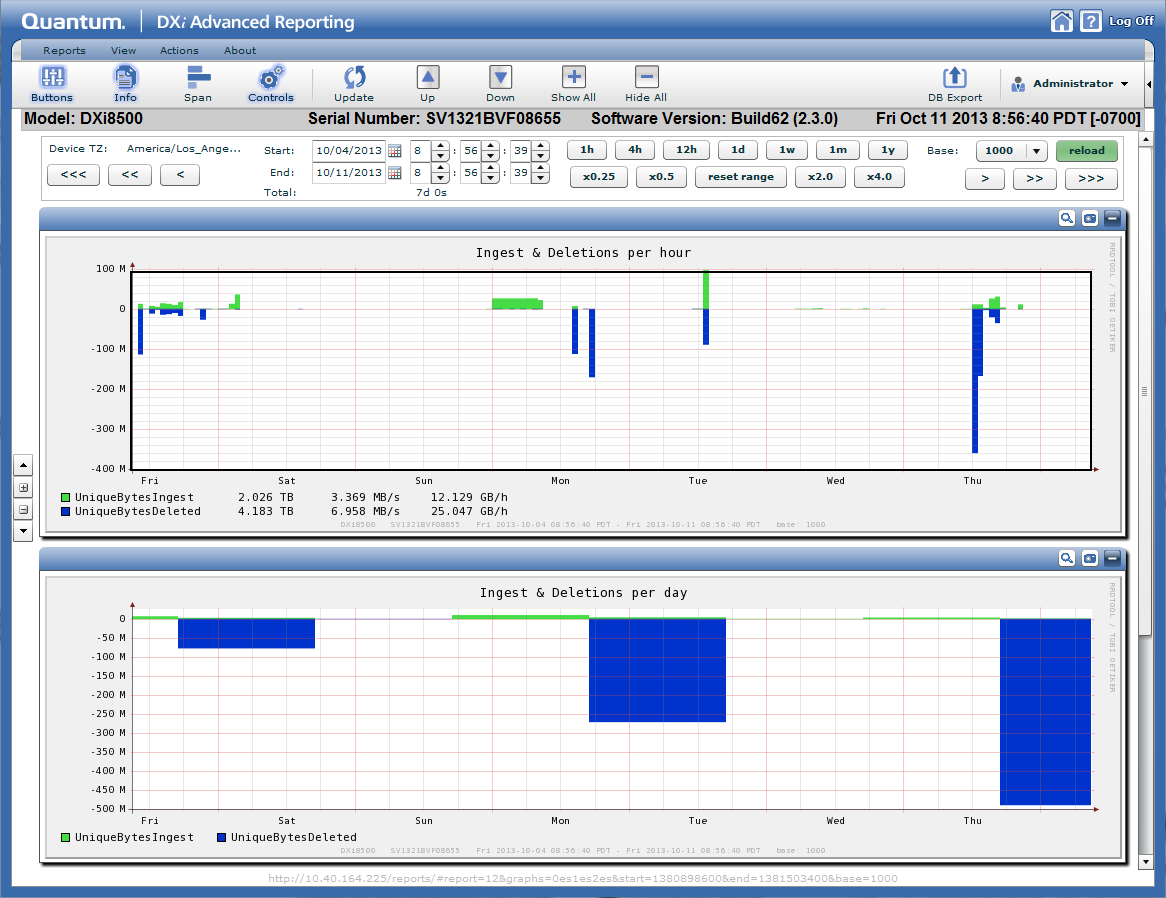 Quantum. DXi Advanced Reporting
? Log Off
Reports View Actions About
Buttons Info Span Controls Update Up Down Show All Hide All DB Export Administrator
Model: DXi8500 Serial Number: SV1321BVF08655 Software Version: Build62 (2.3.0) Fri Oct 11 2013 8:56:40 PDT [-0700]
Device TZ: America/Los_Ange... Start: 10/04/2013 8 : 56 : 39 1h 4h 12h 1d 1w 1m 1y Base: 1000 reload
<<< << < End: 10/11/2013 8 : 56 : 39 x0.25 x0.5 reset range x2.0 x4.0 > >> >>>
Total: 7d 0s
Ingest & Deletions per hour
RRDTOOL / TOBI OETIKER
100 M
0
-100 M
-200 M
-300 M
-400 M
Fri Sat Sun Mon Tue Wed Thu
UniqueBytesIngest 2.026 TB 3.369 MB/s 12.129 GB/h
UniqueBytesDeleted 4.183 TB 6.958 MB/s 25.047 GB/h
DXi8500 SV1321BVF08655 Fri 2013-10-04 08:56:40 PDT - Fri 2013-10-11 08:56:40 PDT base: 1000
Ingest & Deletions per day
RRDTOOL / TOBI OETIKER
0
-50 M
-100 M
-150 M
-200 M
-250 M
-300 M
-350 M
-400 M
-450 M
-500 M
Fri Sat Sun Mon Tue Wed Thu
UniqueBytesIngest UniqueBytesDeleted
DXi8500 SV1321BVF08655 Fri 2013-10-04 08:56:40 PDT - Fri 2013-10-11 08:56:40 PDT base: 1000
http://10.40.164.225/reports/#report=12&graphs=0es1es2es&start=1380898600&end=1381503400&base=1000